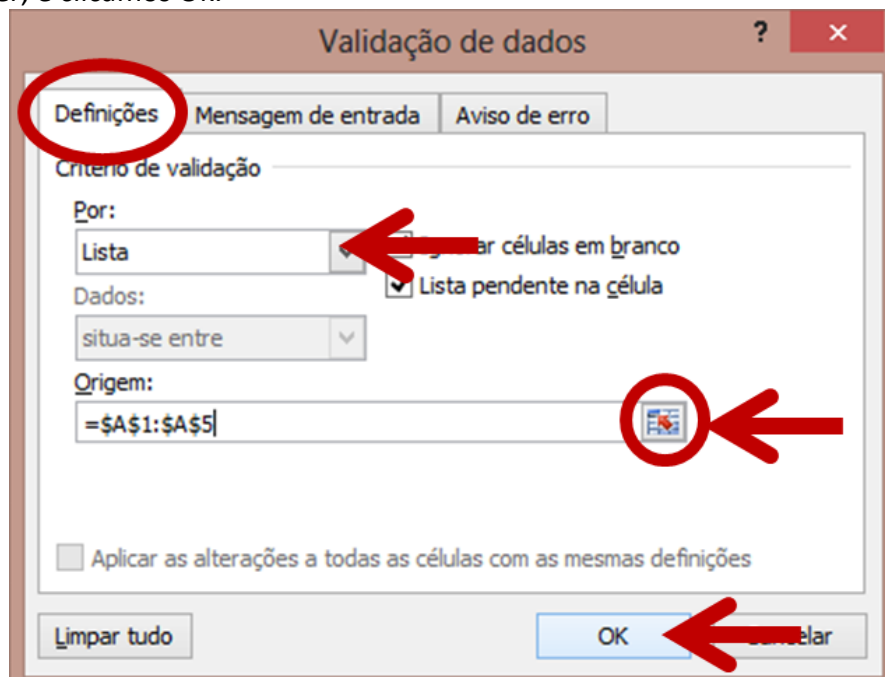 e clicamos OK.
Validação de dados ? ×
Definições Mensagem de entrada Aviso de erro
Critério de validação
Por:
Lista
células em branco
Dados:
Lista pendente na célula
situa-se entre
Origem:
=$A$1:$A$5
Aplicar as alterações a todas as células com as mesmas definições
Limpar tudo OK